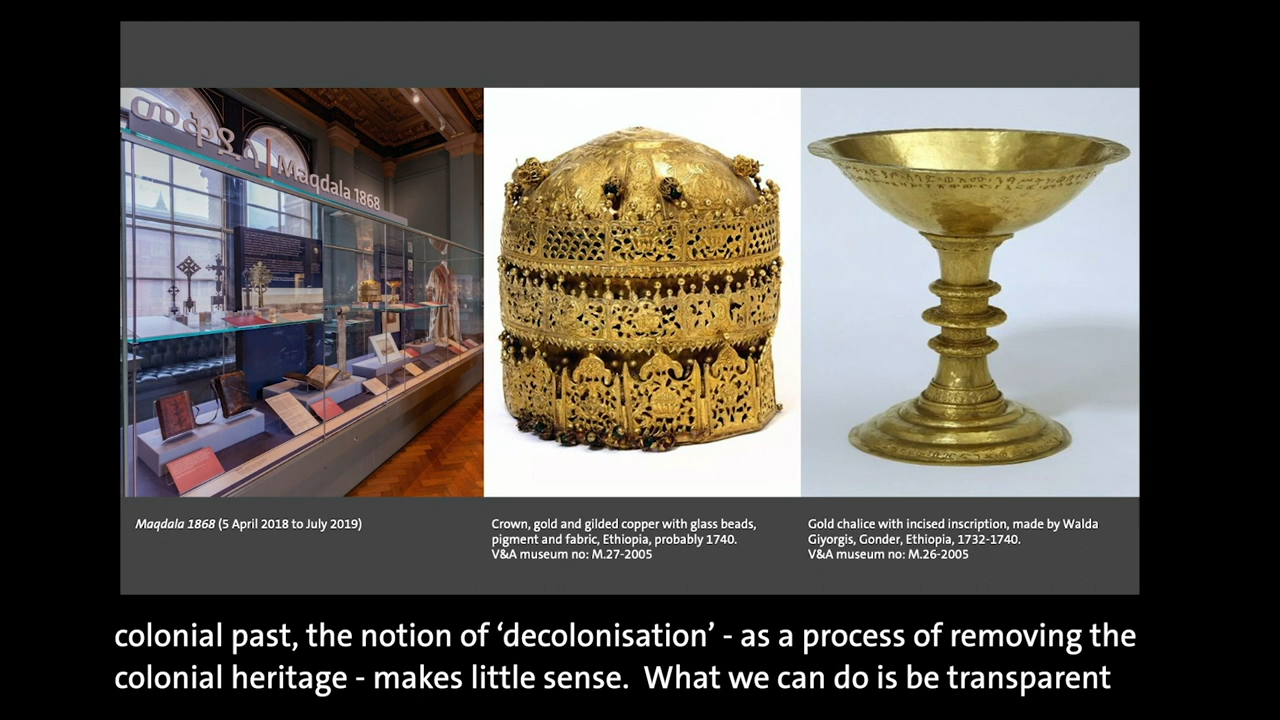 መቅደላ | Maqdala 1868
Maqdala 1868 (5 April 2018 to July 2019)
Crown, gold and gilded copper with glass beads,
pigment and fabric, Ethiopia, probably 1740.
V&A museum no: M.27-2005
Gold chalice with incised inscription, made by Walda
Giyorgis, Gonder, Ethiopia, 1732-1740.
V&A museum no: M.26-2005
colonial past, the notion of ‘decolonisation’ - as a process of removing the
colonial heritage - makes little sense.  What we can do is be transparent